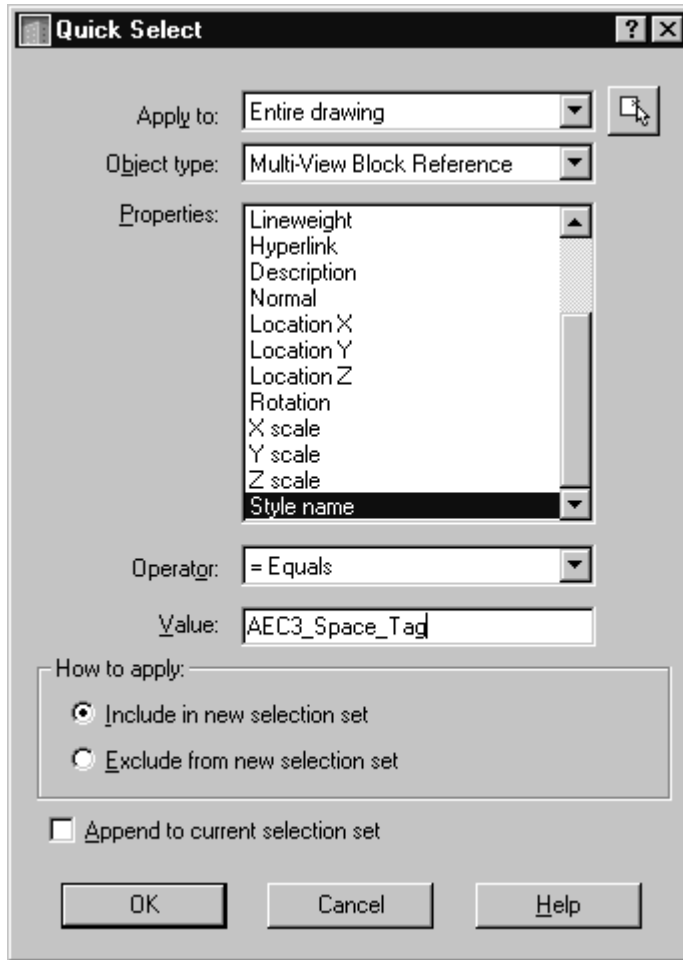 Quick Select
Apply to: Entire drawing
Object type: Multi-View Block Reference
Properties: Lineweight
Hyperlink
Description
Normal
Location X
Location Y
Location Z
Rotation
X scale
Y scale
Z scale
Style name
Operator: = Equals
Value: AEC3_Space_Tag
How to apply:
Include in new selection set
Exclude from new selection set
Append to current selection set
OK Cancel Help